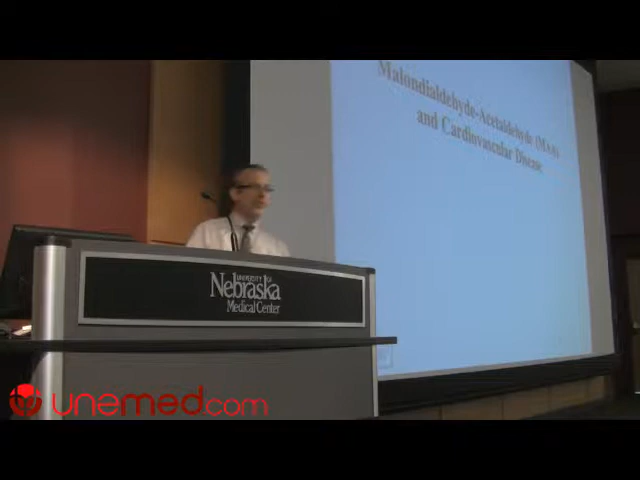 Malondialdehyde-Acetaldehyde (MAA)
and Cardiovascular Disease
UNIVERSITY OF
Nebraska
Medical Center
unemed.com